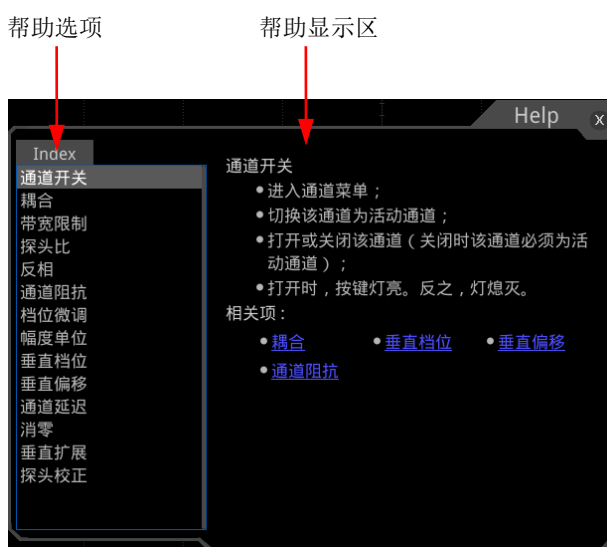 帮助选项
帮助显示区
Help
x
Index
通道开关
耦合
带宽限制
探头比
反相
通道阻抗
档位微调
幅度单位
垂直档位
垂直偏移
通道延迟
消零
垂直扩展
探头校正
通道开关
●进入通道菜单；
●切换该通道为活动通道；
●打开或关闭该通道（关闭时该通道必须为活
动通道）；
●打开时，按键灯亮。反之，灯熄灭。
相关项：
●耦合 ●垂直档位 ●垂直偏移
●通道阻抗